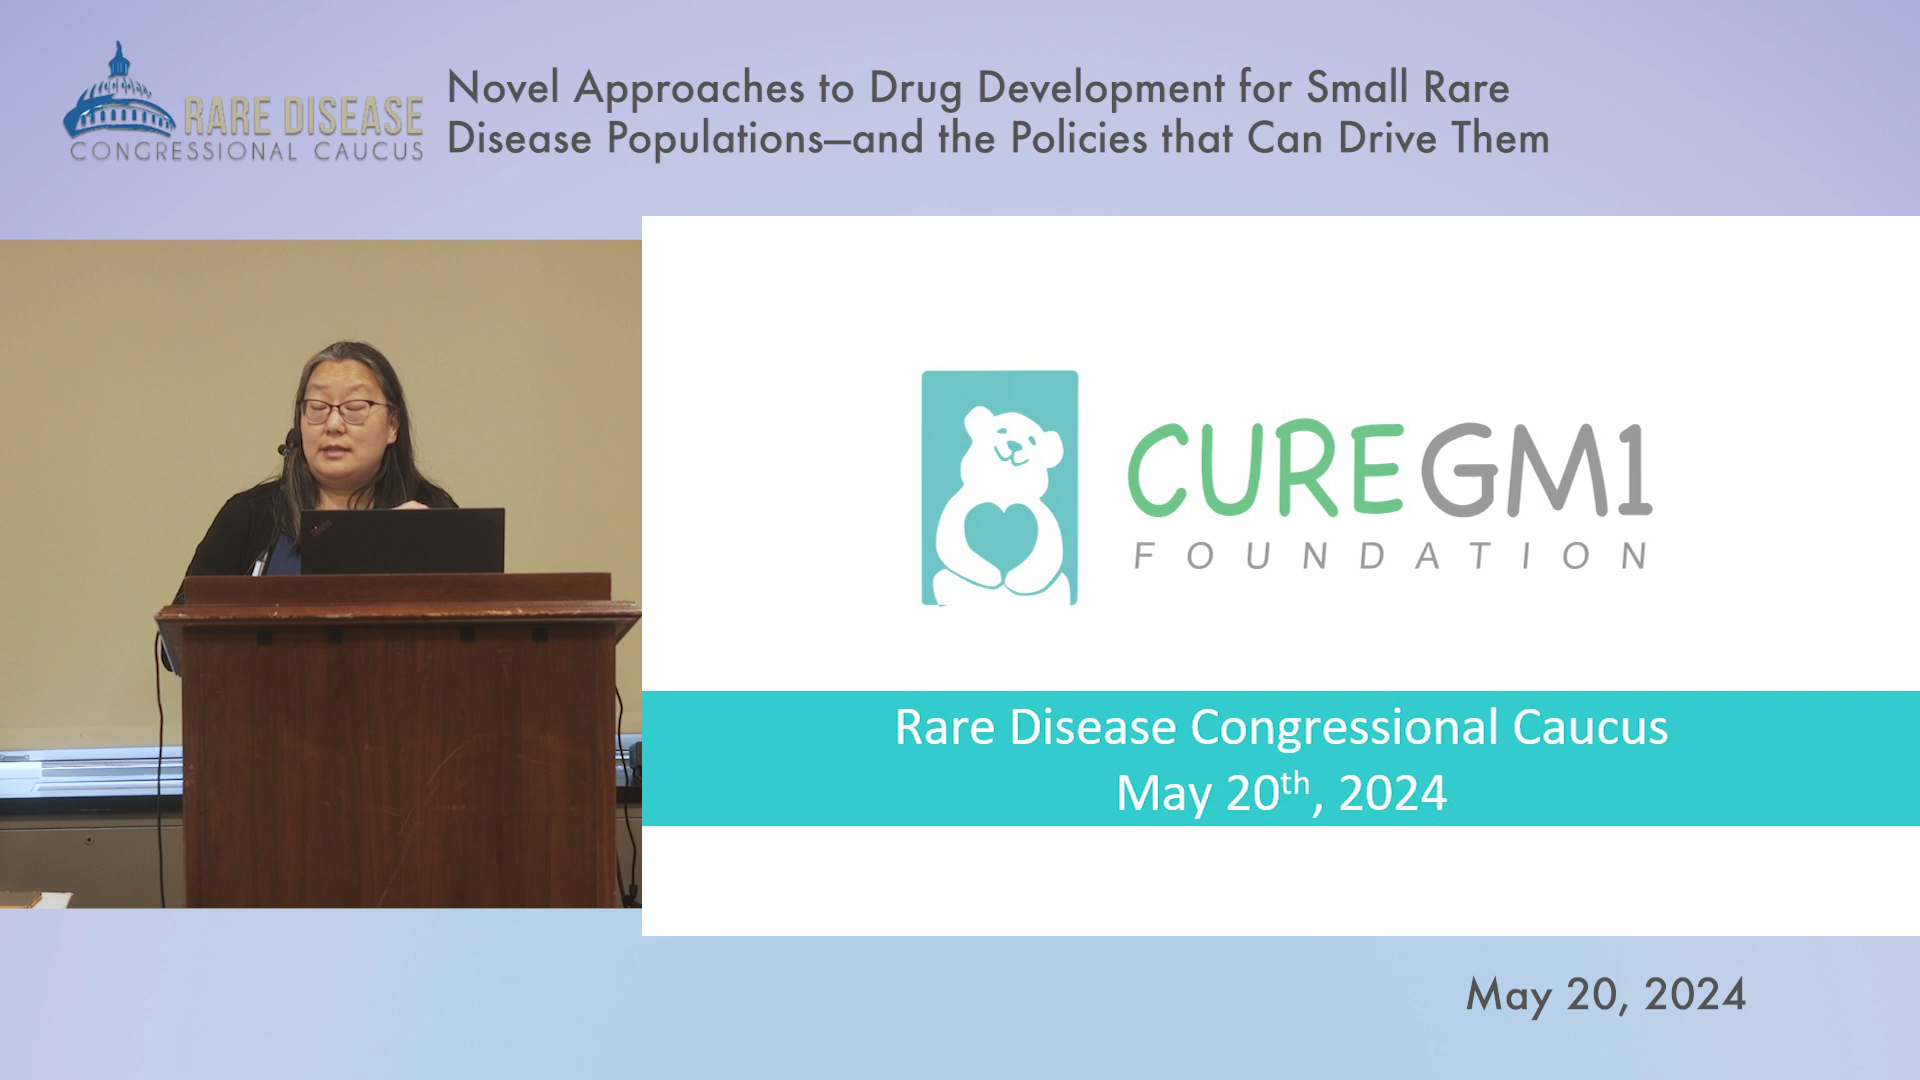 RARE DISEASE
CONGRESSIONAL CAUCUS
Novel Approaches to Drug Development for Small Rare
Disease Populations—and the Policies that Can Drive Them
CUREGM1
FOUNDATION
Rare Disease Congressional Caucus
May 20th, 2024
May 20, 2024